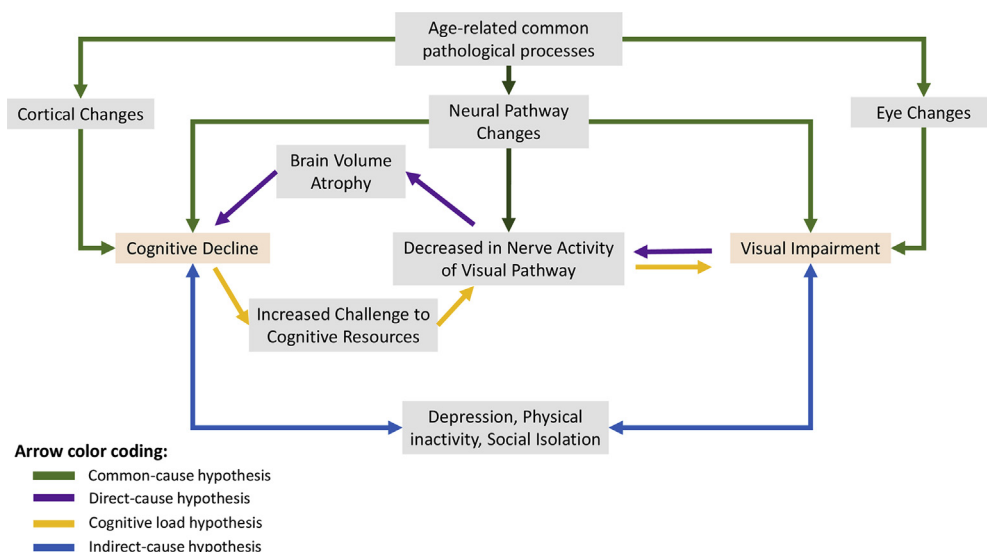 Age-related common
pathological processes
Cortical Changes
Neural Pathway
Changes
Eye Changes
Brain Volume
Atrophy
Cognitive Decline
Decreased in Nerve Activity
of Visual Pathway
Visual Impairment
Increased Challenge to
Cognitive Resources
Depression, Physical
inactivity, Social Isolation
Arrow color coding:
Common-cause hypothesis
Direct-cause hypothesis
Cognitive load hypothesis
Indirect-cause hypothesis